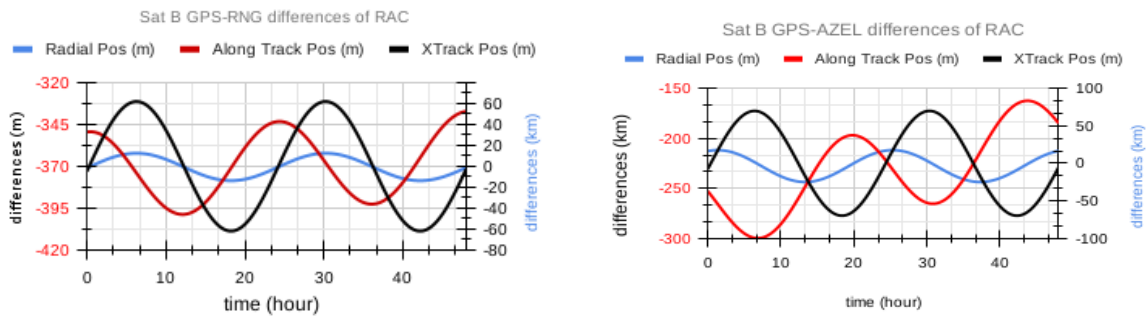 Sat B GPS-RNG differences of RAC
Radial Pos (m) Along Track Pos (m) XTrack Pos (m)
-320
-345
-370
-395
-420
differences (m)
60
40
20
0
20
-40
-60
-80
differences (km)
0 10 20 30 40
time (hour)
Sat B GPS-AZEL differences of RAC
Radial Pos (m) Along Track Pos (m) XTrack Pos (m)
-150
-200
-250
-300
differences (km)
100
50
0
-50
-100
differences (km)
0 10 20 30 40
time (hour)